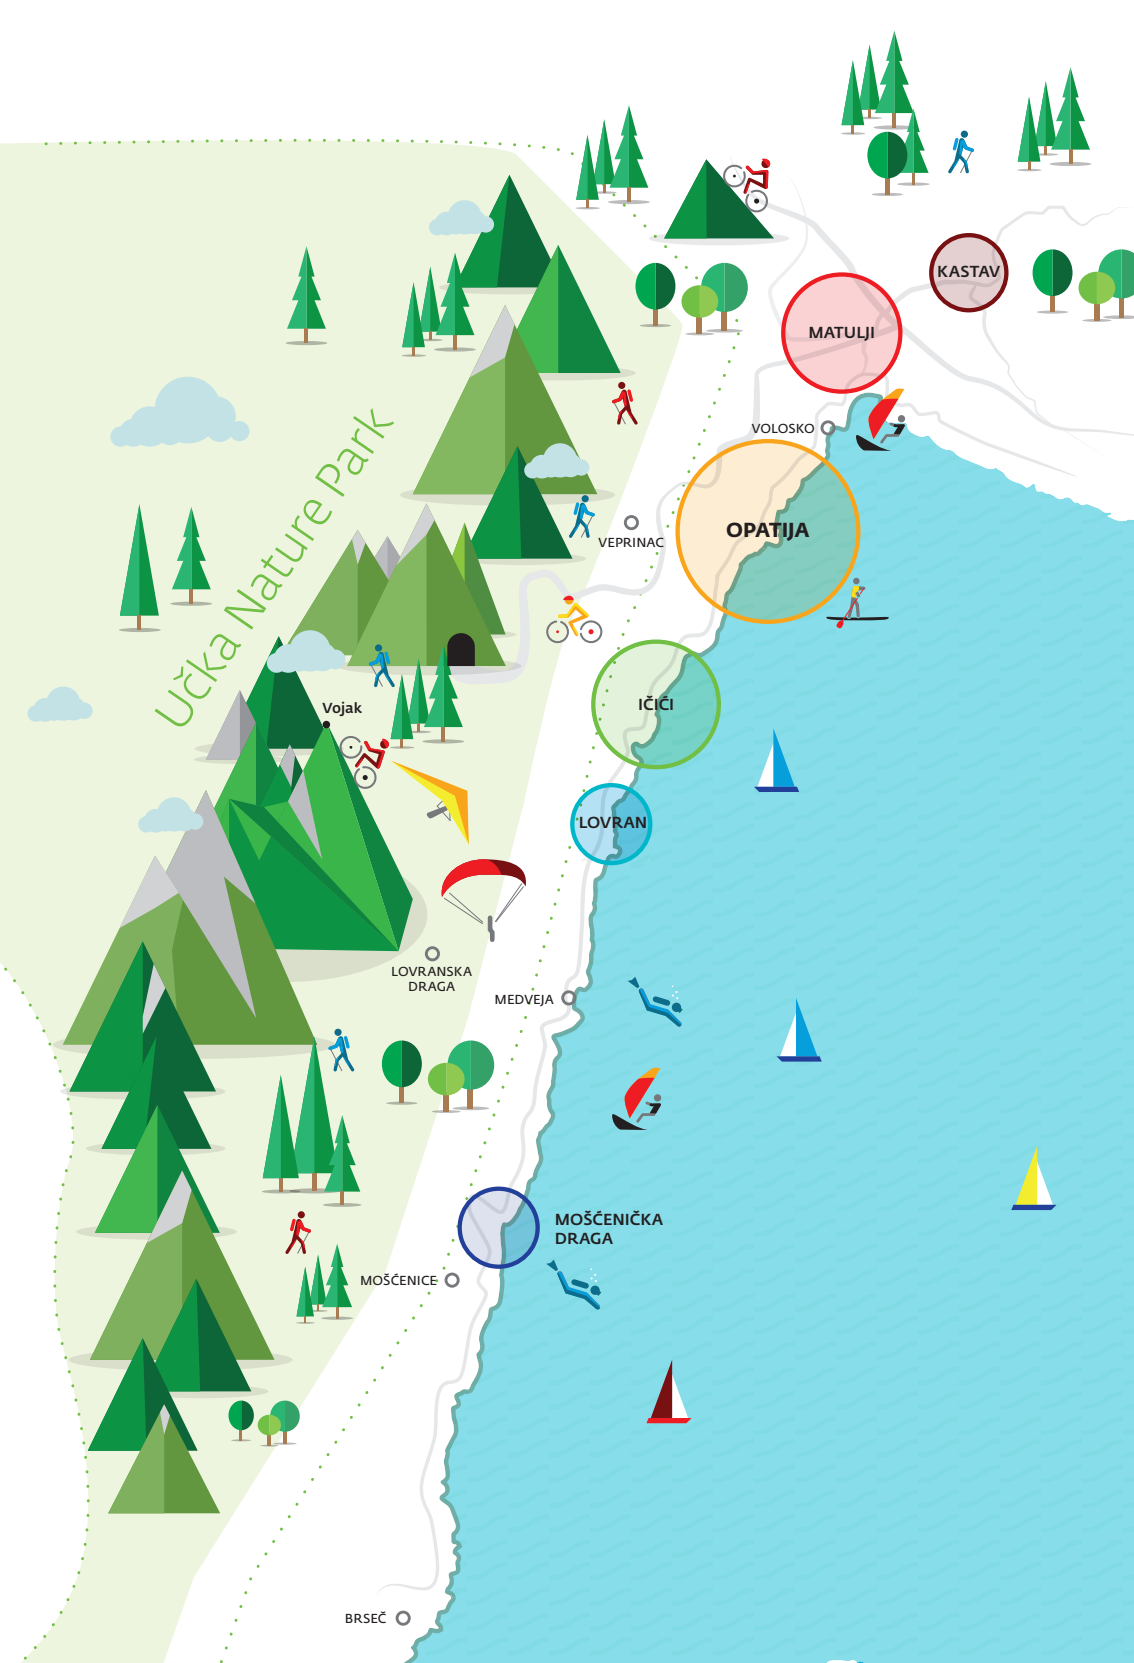 KASTAV
MATULJI
VOLOSKO
OPATIJA
VEPRINAC
Učka Nature Park
IČIĆI
Vojak
LOVRAN
LOVRANSKA
DRAGA
MEDVEJA
MOŠĆENIČKA
DRAGA
MOŠĆENICE
BRSEČ